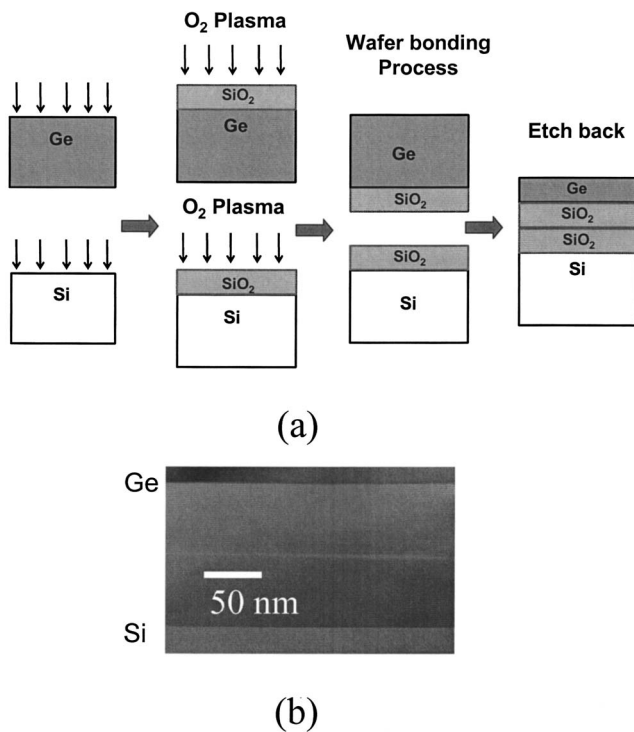 O₂ Plasma
SiO₂
Ge
Ge
O₂ Plasma
Si
SiO₂
Si
Wafer bonding
Process
Ge
SiO₂
SiO₂
Si
Etch back
Ge
SiO₂
SiO₂
Si
(a)
Ge
50 nm
Si
(b)